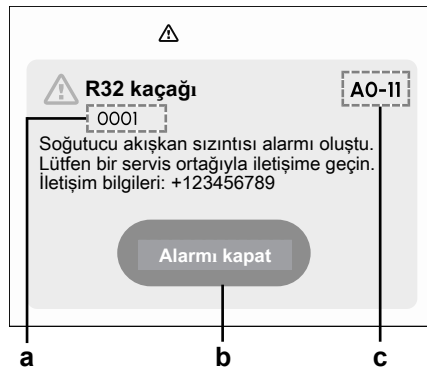 R32 kaçağı
A0-11
0001
Soğutucu akışkan sızıntısı alarmı oluştu.
Lütfen bir servis ortağıyla iletişime geçin.
İletişim bilgileri: +123456789
Alarmı kapat
a b c